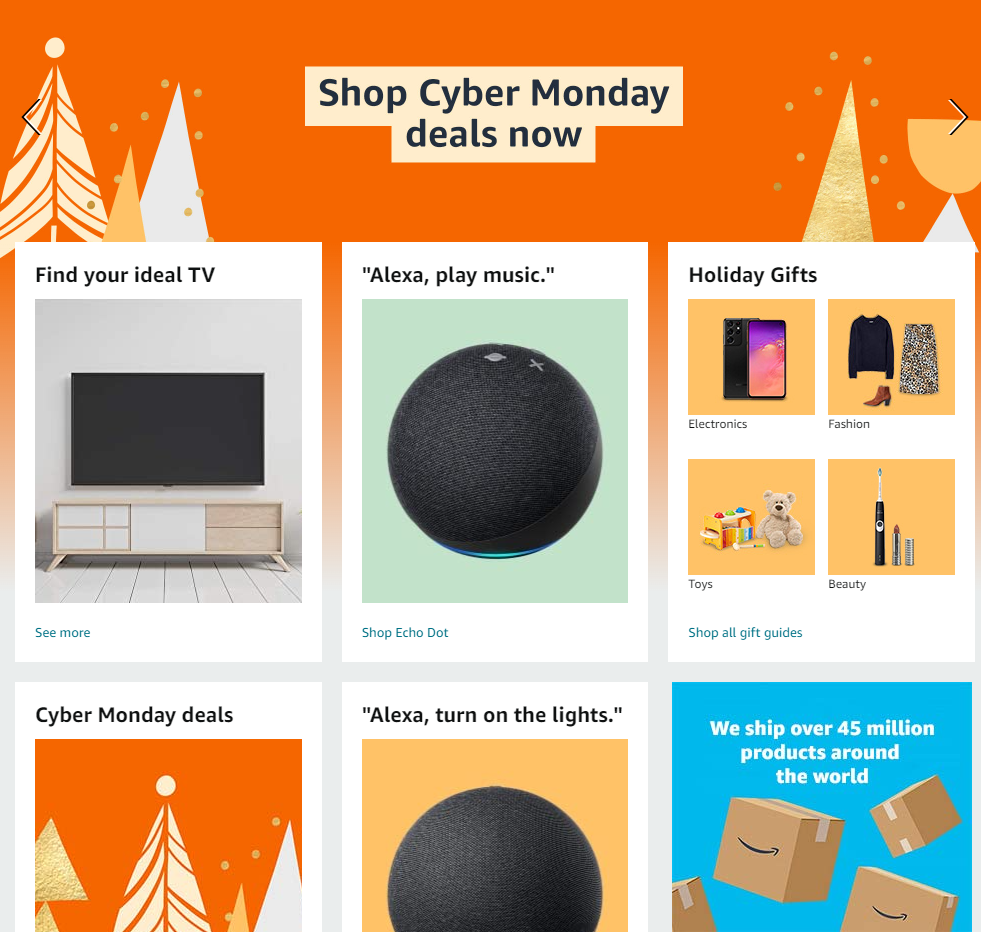 Shop Cyber Monday
deals now
Find your ideal TV
See more
"Alexa, play music."
Shop Echo Dot
Holiday Gifts
Electronics
Fashion
Toys
Beauty
Shop all gift guides
Cyber Monday deals
"Alexa, turn on the lights."
We ship over 45 million
products around
the world